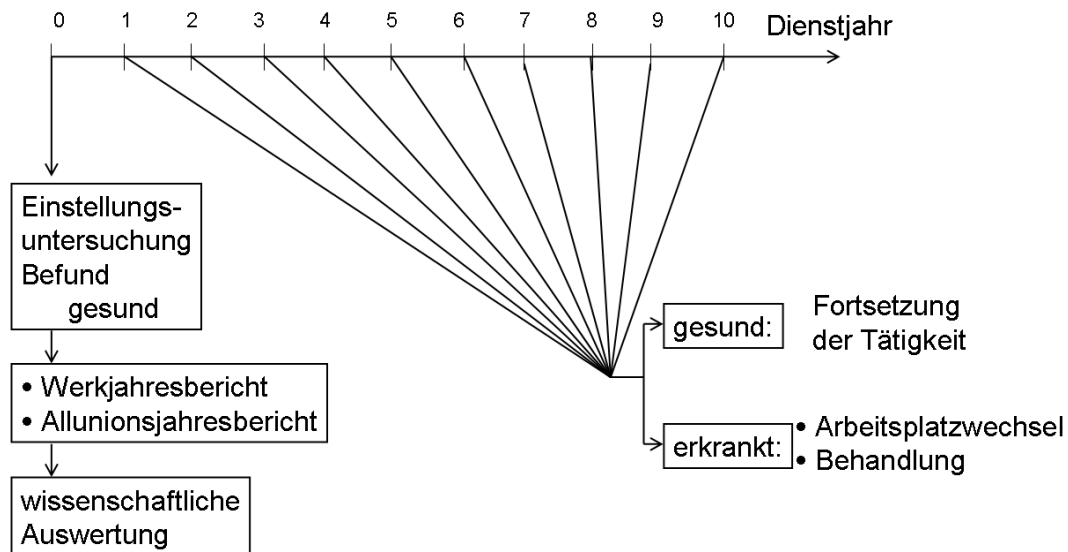 0 1 2 3 4 5 6 7 8 9 10 Dienstjahr
Einstellungs-
untersuchung
Befund
gesund
• Werkjahresbericht
• Allunionsjahresbericht
wissenschaftliche
Auswertung
gesund:
Fortsetzung
der Tätigkeit
erkrankt:
• Arbeitsplatzwechsel
• Behandlung